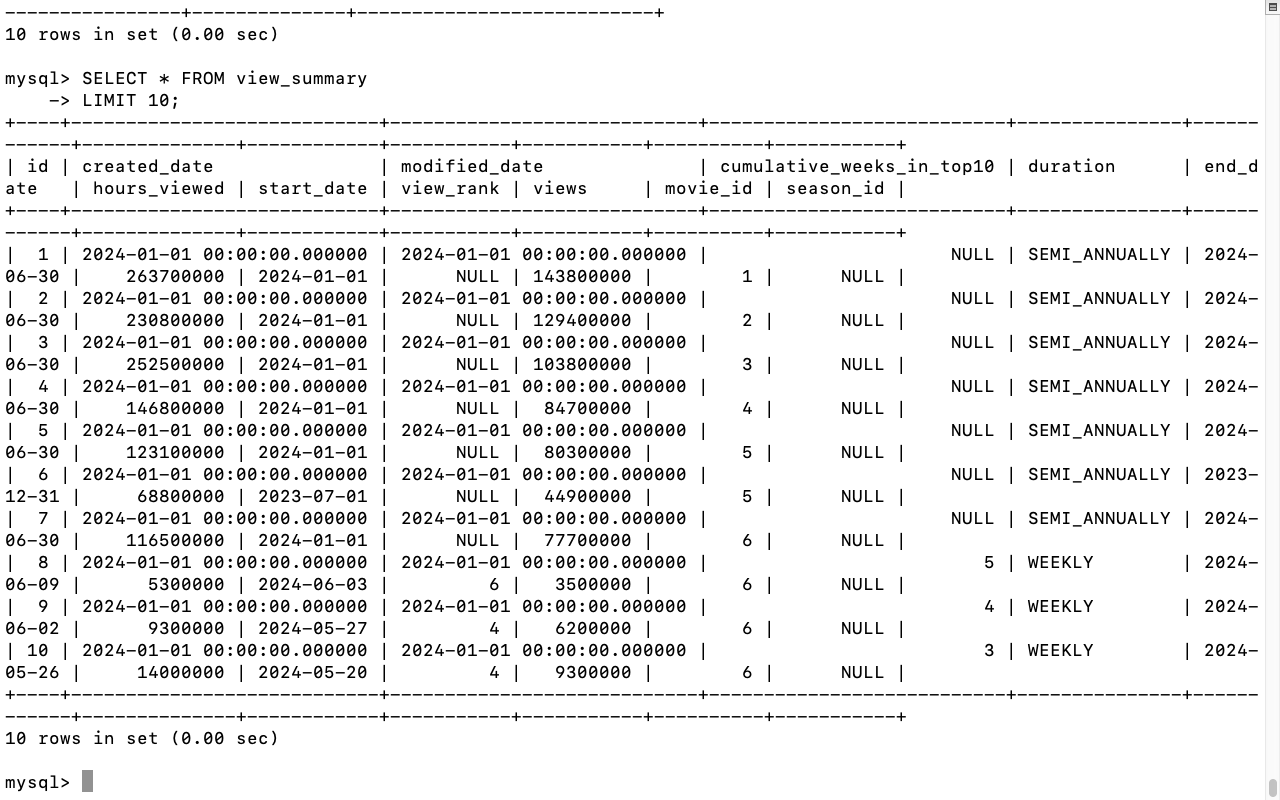 ----------------+--------------+---------------------------+
10 rows in set (0.00 sec)
mysql> SELECT * FROM view_summary
    -> LIMIT 10;
+----+----------------------------+----------------------------+---------------------------+---------------+------
------+--------------+------------+-----------+---------+----------+-----------+
| id | created_date               | modified_date              | cumulative_weeks_in_top10 | duration      | end_d
ate      | hours_viewed | start_date | view_rank | views     | movie_id | season_id |
+----+----------------------------+----------------------------+---------------------------+---------------+------
------+--------------+------------+-----------+---------+----------+-----------+
|  1 | 2024-01-01 00:00:00.000000 | 2024-01-01 00:00:00.000000 |                      NULL | SEMI_ANNUALLY | 2024-
06-30 |    263700000 | 2024-01-01 |      NULL | 143800000 |        1 |      NULL |
|  2 | 2024-01-01 00:00:00.000000 | 2024-01-01 00:00:00.000000 |                      NULL | SEMI_ANNUALLY | 2024-
06-30 |    230800000 | 2024-01-01 |      NULL | 129400000 |        2 |      NULL |
|  3 | 2024-01-01 00:00:00.000000 | 2024-01-01 00:00:00.000000 |                      NULL | SEMI_ANNUALLY | 2024-
06-30 |    252500000 | 2024-01-01 |      NULL | 103800000 |        3 |      NULL |
|  4 | 2024-01-01 00:00:00.000000 | 2024-01-01 00:00:00.000000 |                      NULL | SEMI_ANNUALLY | 2024-
06-30 |    146800000 | 2024-01-01 |      NULL |  84700000 |        4 |      NULL |
|  5 | 2024-01-01 00:00:00.000000 | 2024-01-01 00:00:00.000000 |                      NULL | SEMI_ANNUALLY | 2024-
06-30 |    123100000 | 2024-01-01 |      NULL |  80300000 |        5 |      NULL |
|  6 | 2024-01-01 00:00:00.000000 | 2024-01-01 00:00:00.000000 |                      NULL | SEMI_ANNUALLY | 2023-
12-31 |     68800000 | 2023-07-01 |      NULL |  44900000 |        5 |      NULL |
|  7 | 2024-01-01 00:00:00.000000 | 2024-01-01 00:00:00.000000 |                      NULL | SEMI_ANNUALLY | 2024-
06-30 |    116500000 | 2024-01-01 |      NULL |  77700000 |        6 |      NULL |
|  8 | 2024-01-01 00:00:00.000000 | 2024-01-01 00:00:00.000000 |                         5 | WEEKLY        | 2024-
06-09 |      5300000 | 2024-06-03 |         6 |   3500000 |        6 |      NULL |
|  9 | 2024-01-01 00:00:00.000000 | 2024-01-01 00:00:00.000000 |                         4 | WEEKLY        | 2024-
06-02 |      9300000 | 2024-05-27 |         4 |   6200000 |        6 |      NULL |
| 10 | 2024-01-01 00:00:00.000000 | 2024-01-01 00:00:00.000000 |                         3 | WEEKLY        | 2024-
05-26 |     14000000 | 2024-05-20 |         4 |   9300000 |        6 |      NULL |
+----+----------------------------+----------------------------+---------------------------+---------------+------
------+--------------+------------+-----------+---------+----------+-----------+
10 rows in set (0.00 sec)
mysql>